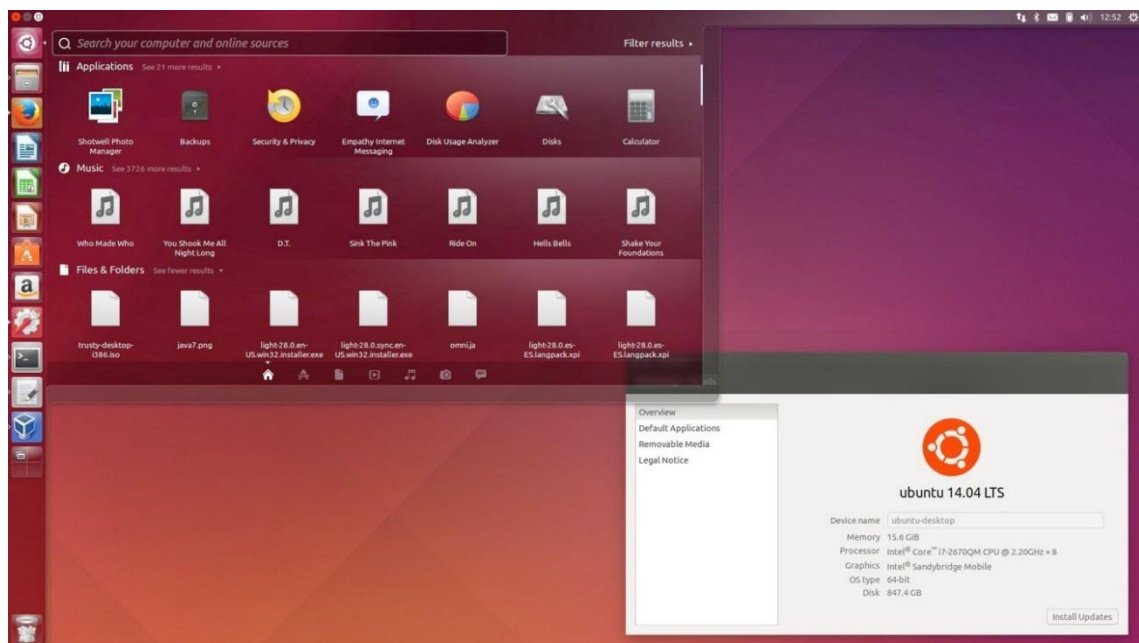 12:52
Search your computer and online sources
Filter results
Applications See 21 more results
Shotwell Photo
Manager
Backups
Security & Privacy
Empathy Internet
Messaging
Disk Usage Analyzer
Disks
Calculator
Music See 3726 more results
Who Made Who
You Shook Me All
Night Long
D.T.
Sink The Pink
Ride On
Hells Bells
Shake Your
Foundations
Files & Folders See fewer results
trusty-desktop-
i386.iso
java7.png
light-28.0.en-
US.win32.installer.exe
light-28.0.sync.en-
US.win32.installer.exe
omni.ja
light-28.0.es-
ES.langpack.xpi
light-28.0.es-
ES.langpack.xpi
Overview
Default Applications
Removable Media
Legal Notice
ubuntu 14.04 LTS
Device name ubuntu-desktop
Memory 15.6 GiB
Processor Intel® Core™ i7-2670QM CPU @ 2.20GHz × 8
Graphics Intel® Sandybridge Mobile
OS type 64-bit
Disk 847.4 GB
Install Updates